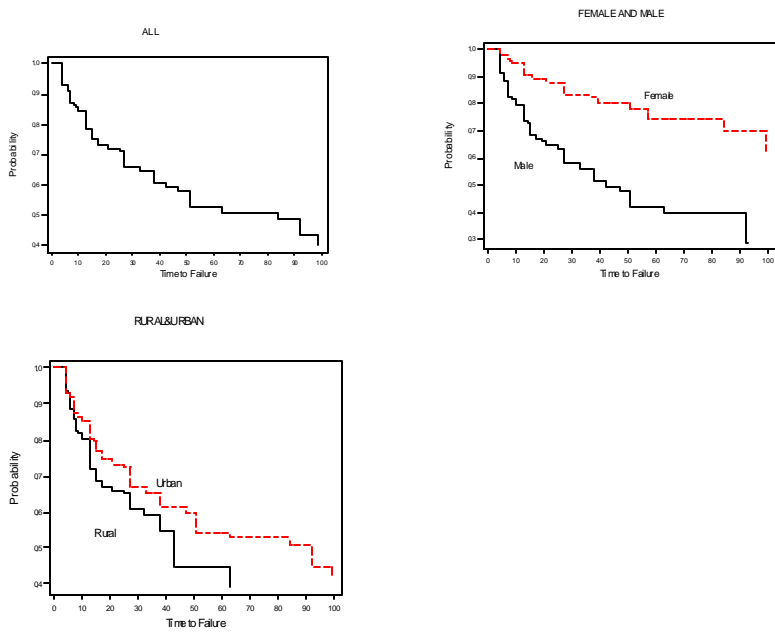 ALL
1,0
0,9
0,8
0,7
0,6
0,5
0,4
Probability
0 10 20 30 40 50 60 70 80 90 100
Time to Failure
FEMALE AND MALE
1,0
0,9
0,8
0,7
0,6
0,5
0,4
0,3
Probability
Female
Male
0 10 20 30 40 50 60 70 80 90 100
Time to Failure
RURAL&URBAN
1,0
0,9
0,8
0,7
0,6
0,5
0,4
Probability
Urban
Rural
0 10 20 30 40 50 60 70 80 90 100
Time to Failure